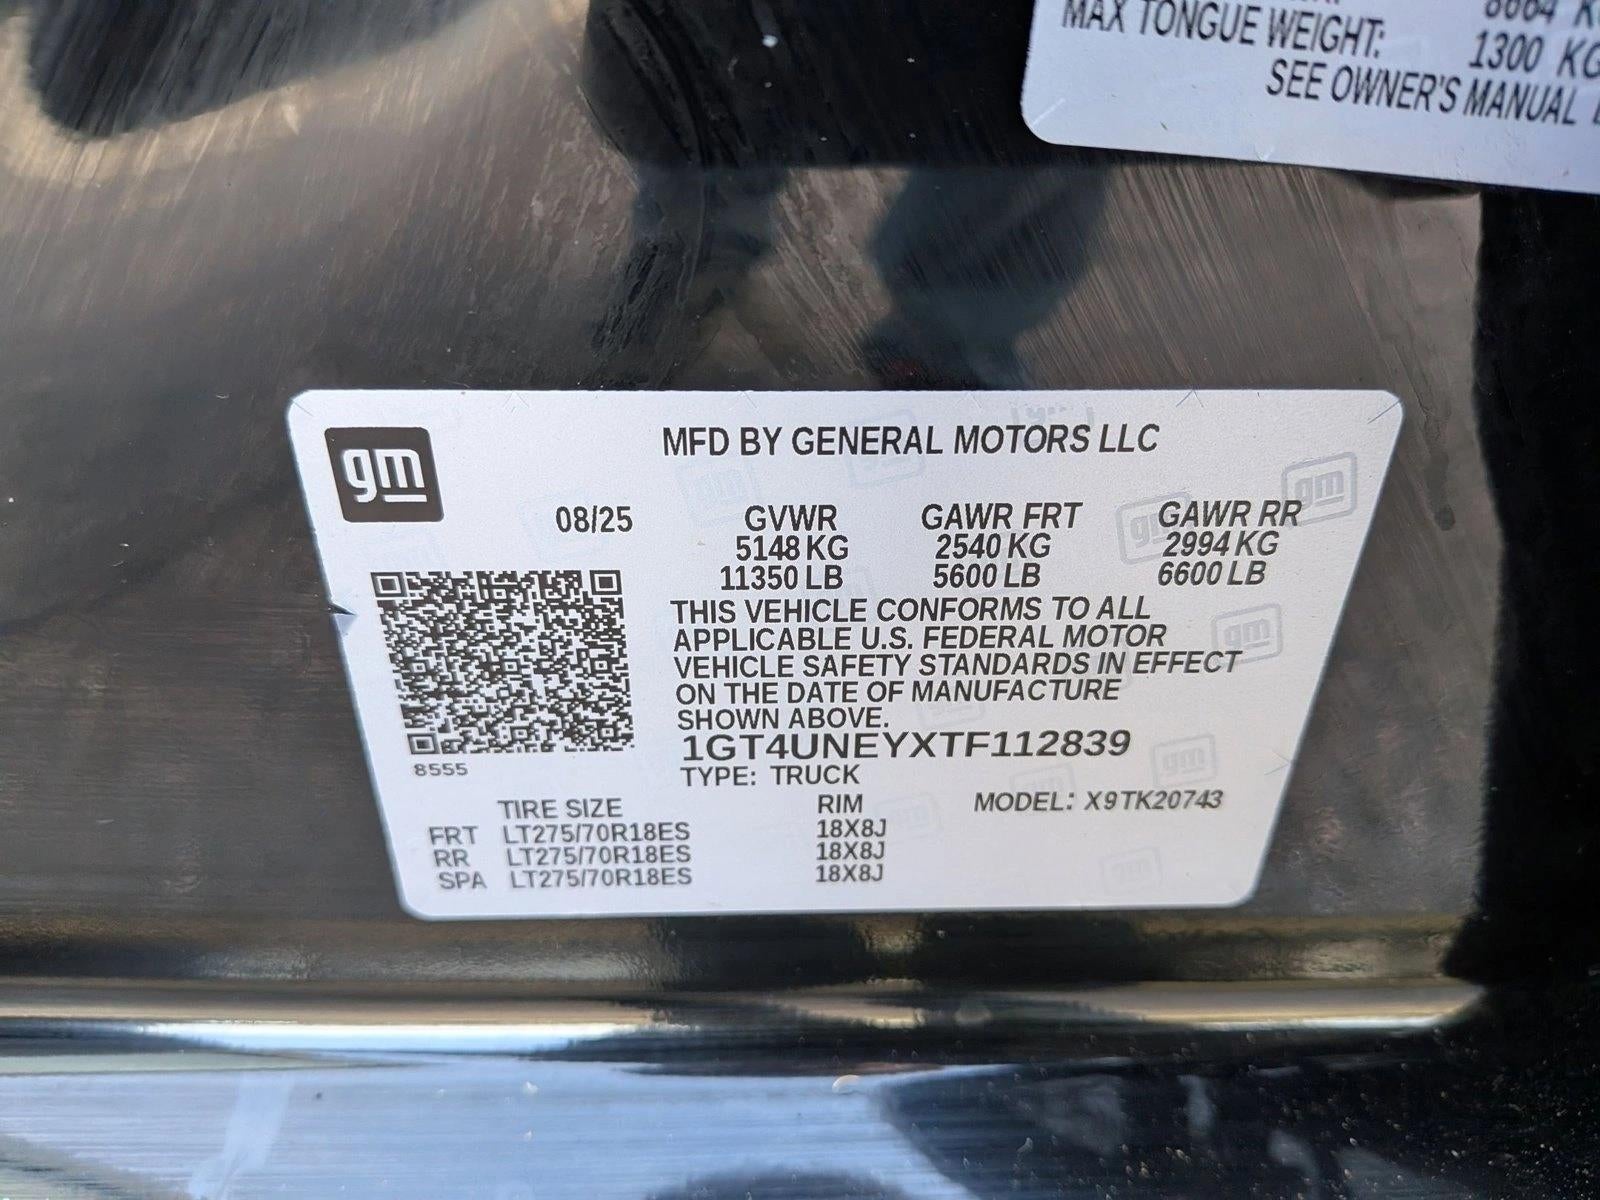 MAX TONGUE WEIGHT: 1300 KG
SEE OWNER'S MANUAL
gm
MFD BY GENERAL MOTORS LLC
08/25 GVWR GAWR FRT GAWR RR
5148 KG 2540 KG 2994 KG
11350 LB 5600 LB 6600 LB
THIS VEHICLE CONFORMS TO ALL
APPLICABLE U.S. FEDERAL MOTOR
VEHICLE SAFETY STANDARDS IN EFFECT
ON THE DATE OF MANUFACTURE
SHOWN ABOVE.
1GT4UNEYXTF112839
8555
TYPE: TRUCK
TIRE SIZE RIM MODEL: X9TK20743
FRT LT275/70R18ES 18X8J
RR LT275/70R18ES 18X8J
SPA LT275/70R18ES 18X8J